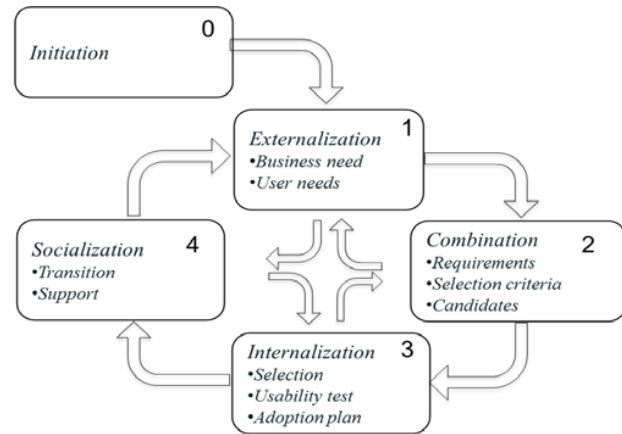 0
Initiation
1
Externalization
•Business need
•User needs
4
Socialization
•Transition
•Support
2
Combination
•Requirements
•Selection criteria
•Candidates
3
Internalization
•Selection
•Usability test
•Adoption plan